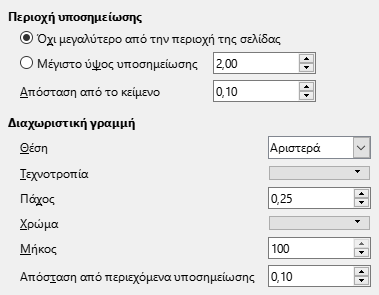 Περιοχή υποσημείωσης
Όχι μεγαλύτερο από την περιοχή της σελίδας
Μέγιστο ύψος υποσημείωσης 2,00
Απόσταση από το κείμενο 0,10
Διαχωριστική γραμμή
Θέση Αριστερά
Τεχνοτροπία
Πάχος 0,25
Χρώμα
Μήκος 100
Απόσταση από περιεχόμενα υποσημείωσης 0,10